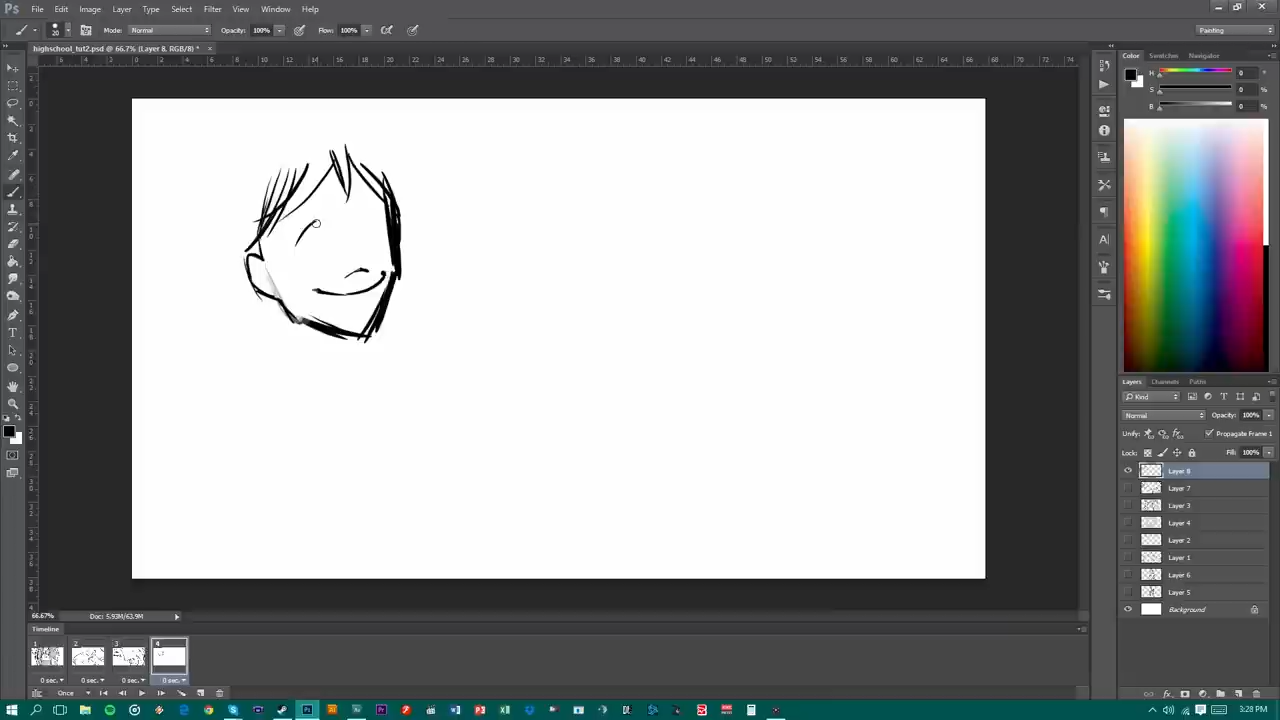 Ps File Edit Image Layer Type Select Filter View Window Help
20 Mode: Normal Opacity: 100% Flow: 100% Painting
highschool_tut2.psd @ 66.7% (Layer 8, RGB/8) *
Color Swatches Navigator
H 0 °
S 0 %
B 0 %
Layers Channels Paths
Kind
Normal Opacity: 100%
Unify: Propagate Frame 1
Lock: Fill: 100%
Layer 8
Layer 7
Layer 3
Layer 4
Layer 2
Layer 1
Layer 6
Layer 5
Background
66.67% Doc: 5.93M/63.9M
Timeline
1 2 3 4
0 sec. 0 sec. 0 sec. 0 sec.
Once
3:28 PM